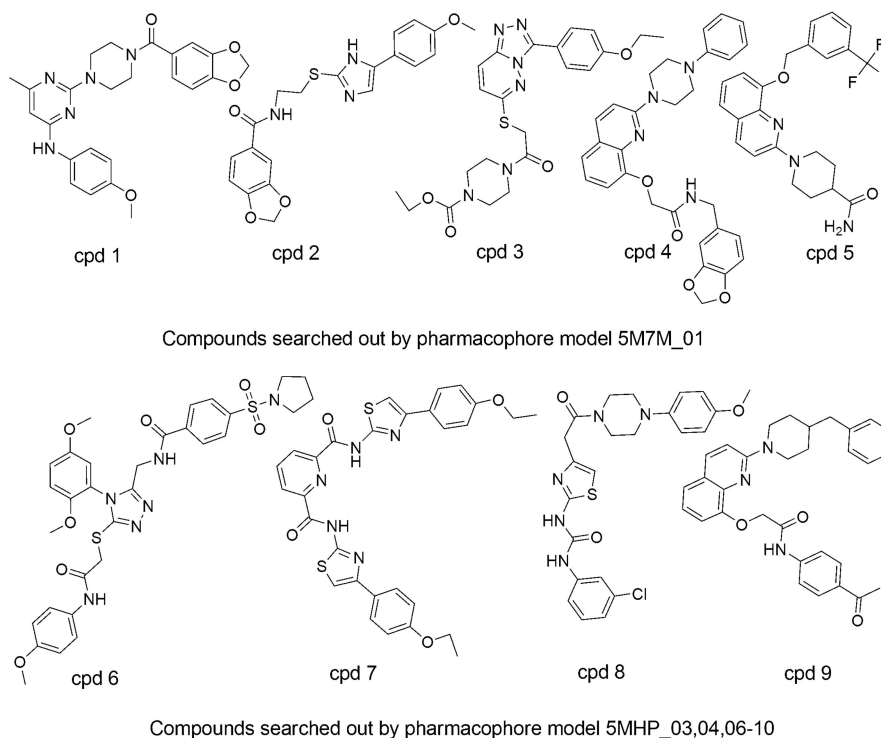 cpd 1
cpd 2
cpd 3
cpd 4
cpd 5
Compounds searched out by pharmacophore model 5M7M_01
cpd 6
cpd 7
cpd 8
cpd 9
Compounds searched out by pharmacophore model 5MHP_03,04,06-10